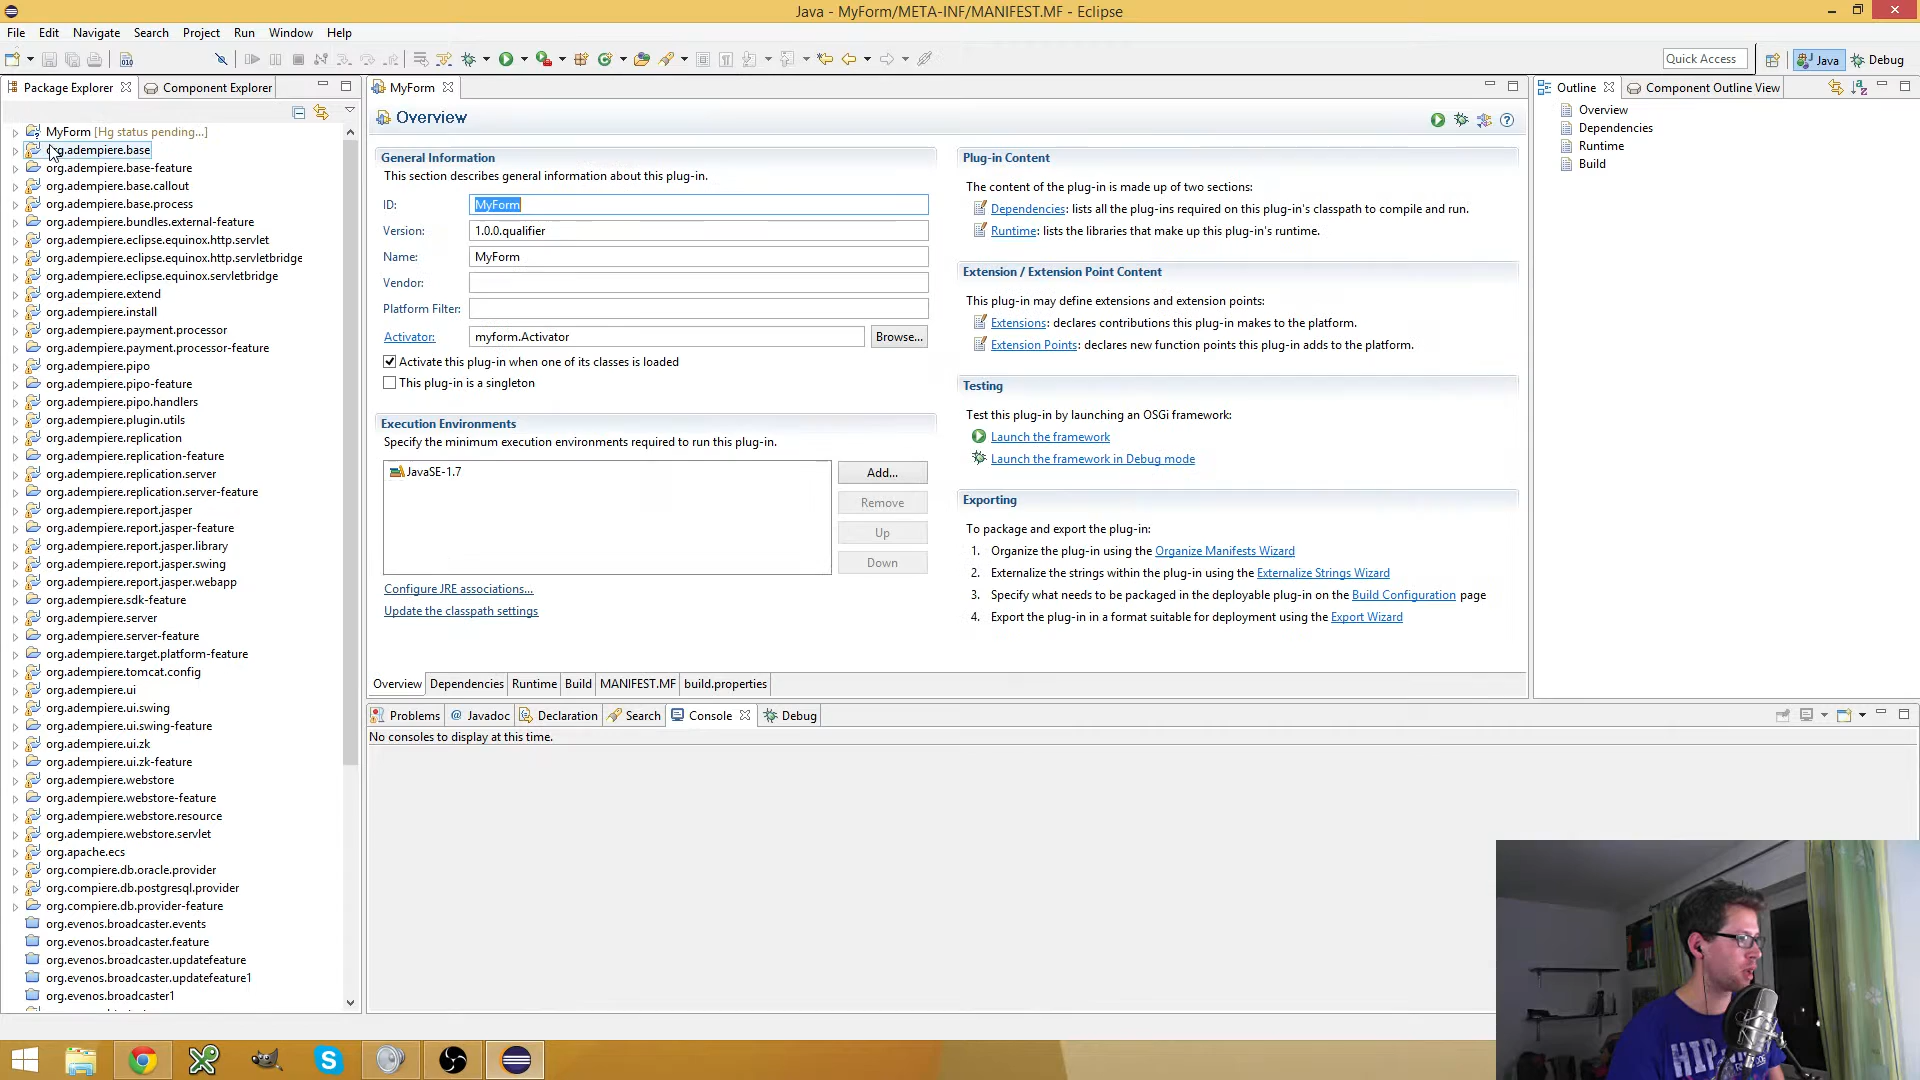 Java - MyForm/META-INF/MANIFEST.MF - Eclipse
File Edit Navigate Search Project Run Window Help
Quick Access Java Debug
Package Explorer Component Explorer
MyForm [Hg status pending...]
org.adempiere.base
org.adempiere.base-feature
org.adempiere.base.callout
org.adempiere.base.process
org.adempiere.bundles.external-feature
org.adempiere.eclipse.equinox.http.servlet
org.adempiere.eclipse.equinox.http.servletbridge
org.adempiere.eclipse.equinox.servletbridge
org.adempiere.extend
org.adempiere.install
org.adempiere.payment.processor
org.adempiere.payment.processor-feature
org.adempiere.pipo
org.adempiere.pipo-feature
org.adempiere.pipo.handlers
org.adempiere.plugin.utils
org.adempiere.replication
org.adempiere.replication-feature
org.adempiere.replication.server
org.adempiere.replication.server-feature
org.adempiere.report.jasper
org.adempiere.report.jasper-feature
org.adempiere.report.jasper.library
org.adempiere.report.jasper.swing
org.adempiere.report.jasper.webapp
org.adempiere.sdk-feature
org.adempiere.server
org.adempiere.server-feature
org.adempiere.target.platform-feature
org.adempiere.tomcat.config
org.adempiere.ui
org.adempiere.ui.swing
org.adempiere.ui.swing-feature
org.adempiere.ui.zk
org.adempiere.ui.zk-feature
org.adempiere.webstore
org.adempiere.webstore-feature
org.adempiere.webstore.resource
org.adempiere.webstore.servlet
org.apache.ecs
org.compiere.db.oracle.provider
org.compiere.db.postgresql.provider
org.compiere.db.provider-feature
org.evenos.broadcaster.events
org.evenos.broadcaster.feature
org.evenos.broadcaster.updatefeature
org.evenos.broadcaster.updatefeature1
org.evenos.broadcaster1
MyForm
Overview
General Information
This section describes general information about this plug-in.
ID: MyForm
Version: 1.0.0.qualifier
Name: MyForm
Vendor:
Platform Filter:
Activator: myform.Activator Browse...
Activate this plug-in when one of its classes is loaded
This plug-in is a singleton
Execution Environments
Specify the minimum execution environments required to run this plug-in.
JavaSE-1.7
Add...
Remove
Up
Down
Configure JRE associations...
Update the classpath settings
Plug-in Content
The content of the plug-in is made up of two sections:
Dependencies: lists all the plug-ins required on this plug-in's classpath to compile and run.
Runtime: lists the libraries that make up this plug-in's runtime.
Extension / Extension Point Content
This plug-in may define extensions and extension points:
Extensions: declares contributions this plug-in makes to the platform.
Extension Points: declares new function points this plug-in adds to the platform.
Testing
Test this plug-in by launching an OSGi framework:
Launch the framework
Launch the framework in Debug mode
Exporting
To package and export the plug-in:
1. Organize the plug-in using the Organize Manifests Wizard
2. Externalize the strings within the plug-in using the Externalize Strings Wizard
3. Specify what needs to be packaged in the deployable plug-in on the Build Configuration page
4. Export the plug-in in a format suitable for deployment using the Export Wizard
Overview Dependencies Runtime Build MANIFEST.MF build.properties
Outline Component Outline View
Overview
Dependencies
Runtime
Build
Problems Javadoc Declaration Search Console Debug
No consoles to display at this time.